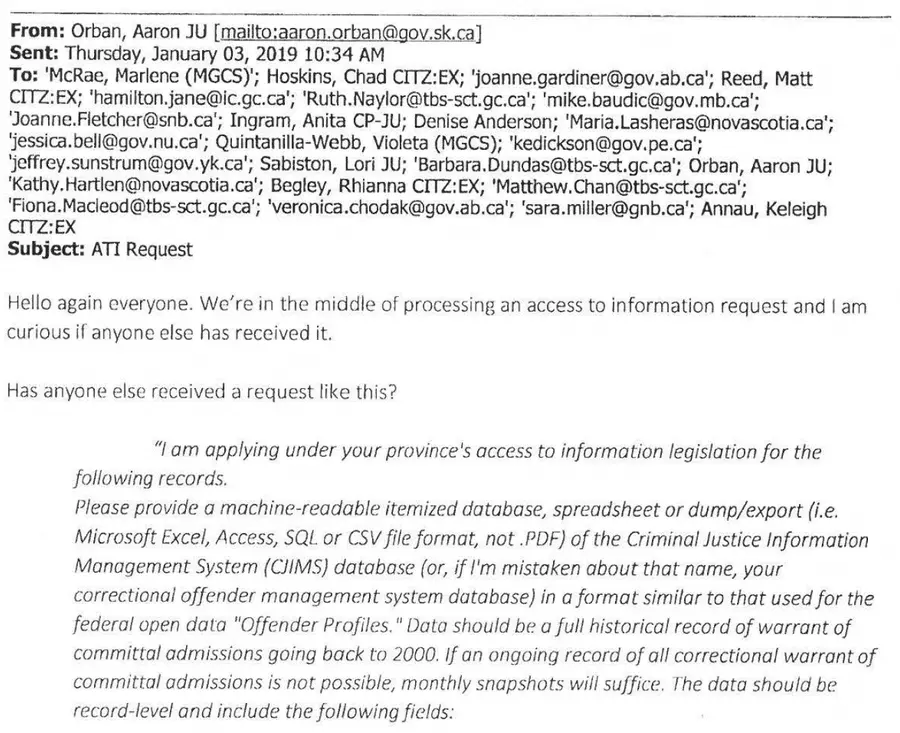 From: Orban, Aaron JU [mailto:aaron.orban@gov.sk.ca]
Sent: Thursday, January 03, 2019 10:34 AM
To: 'McRae, Marlene (MGCS)'; Hoskins, Chad CITZ:EX; 'joanne.gardiner@gov.ab.ca'; Reed, Matt
CITZ:EX; 'hamilton.jane@ic.gc.ca'; 'Ruth.Naylor@tbs-sct.gc.ca'; 'mike.baudic@gov.mb.ca';
'Joanne.Fletcher@snb.ca'; Ingram, Anita CP-JU; Denise Anderson; 'Maria.Lasheras@novascotia.ca';
'jessica.bell@gov.nu.ca'; Quintanilla-Webb, Violeta (MGCS); 'kedickson@gov.pe.ca';
'jeffrey.sunstrum@gov.yk.ca'; Sabiston, Lori JU; 'Barbara.Dundas@tbs-sct.gc.ca'; Orban, Aaron JU;
'Kathy.Hartlen@novascotia.ca'; Begley, Rhianna CITZ:EX; 'Matthew.Chan@tbs-sct.gc.ca';
'Fiona.Macleod@tbs-sct.gc.ca'; 'veronica.chodak@gov.ab.ca'; 'sara.miller@gnb.ca'; Annau, Keleigh
CITZ:EX
Subject: ATI Request
Hello again everyone. We're in the middle of processing an access to information request and I am
curious if anyone else has received it.
Has anyone else received a request like this?
"I am applying under your province's access to information legislation for the
following records.
Please provide a machine-readable itemized database, spreadsheet or dump/export (i.e.
Microsoft Excel, Access, SQL or CSV file format, not .PDF) of the Criminal Justice Information
Management System (CJIMS) database (or, if I'm mistaken about that name, your
correctional offender management system database) in a format similar to that used for the
federal open data "Offender Profiles." Data should be a full historical record of warrant of
committal admissions going back to 2000. If an ongoing record of all correctional warrant of
committal admissions is not possible, monthly snapshots will suffice. The data should be
record-level and include the following fields: